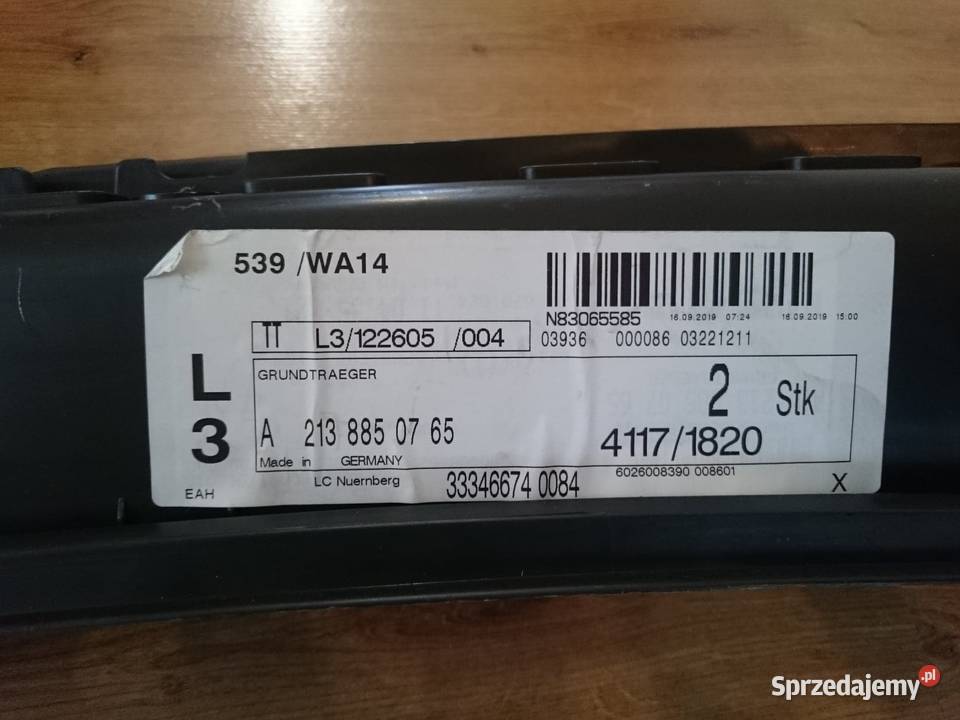 539 /WA14
N83065585 16.09.2019 07:24 16.09.2019 15:00
TT L3/122605 /004
03936 000086 03221211
L
3
GRUNDTRAEGER
2 Stk
A 213 885 07 65
4117/1820
Made in GERMANY
6026008390 008601
LC Nuernberg
33346674 0084
EAH
X
Sprzedajemy.pl